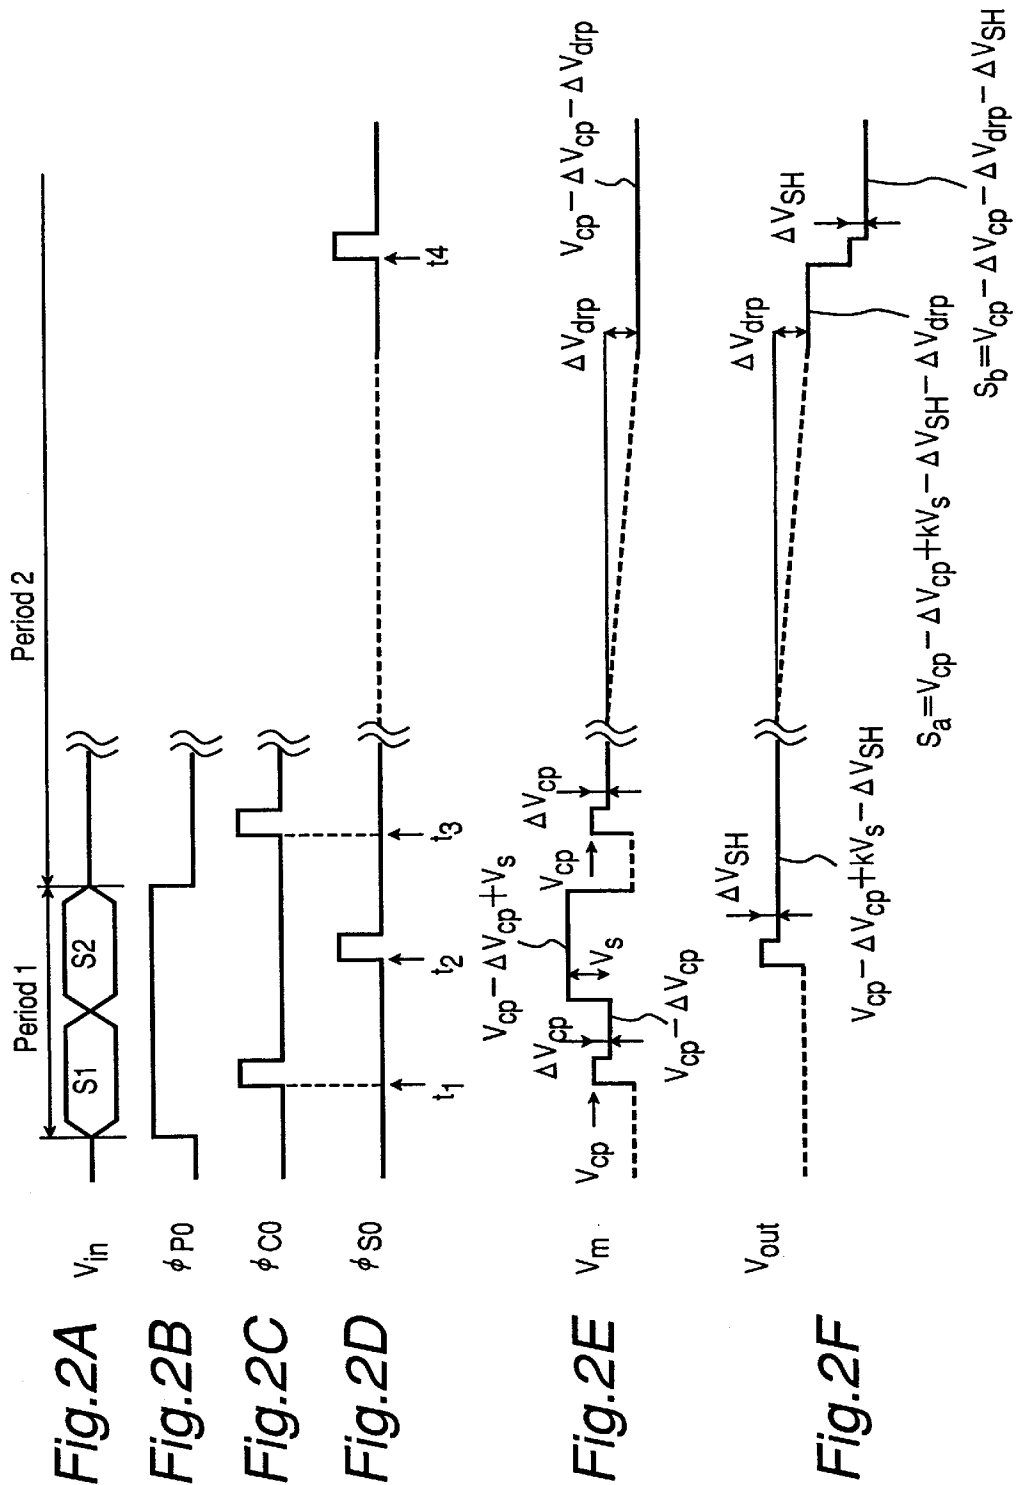 Period 1
Period 2
Fig.2A
V_in
S1
S2
Fig.2B
ϕP0
Fig.2C
ϕC0
Fig.2D
ϕS0
t1
t2
t3
t4
Fig.2E
Vm
Vcp
ΔVcp
Vcp−ΔVcp
Vs
Vcp−ΔVcp+Vs
Vcp
ΔVcp
ΔVdrp
Vcp−ΔVcp−ΔVdrp
Fig.2F
Vout
ΔVSH
Vcp−ΔVcp+kVs−ΔVSH
ΔVdrp
Sa=Vcp−ΔVcp+kVs−ΔVSH−ΔVdrp
ΔVSH
Sb=Vcp−ΔVcp−ΔVdrp−ΔVSH